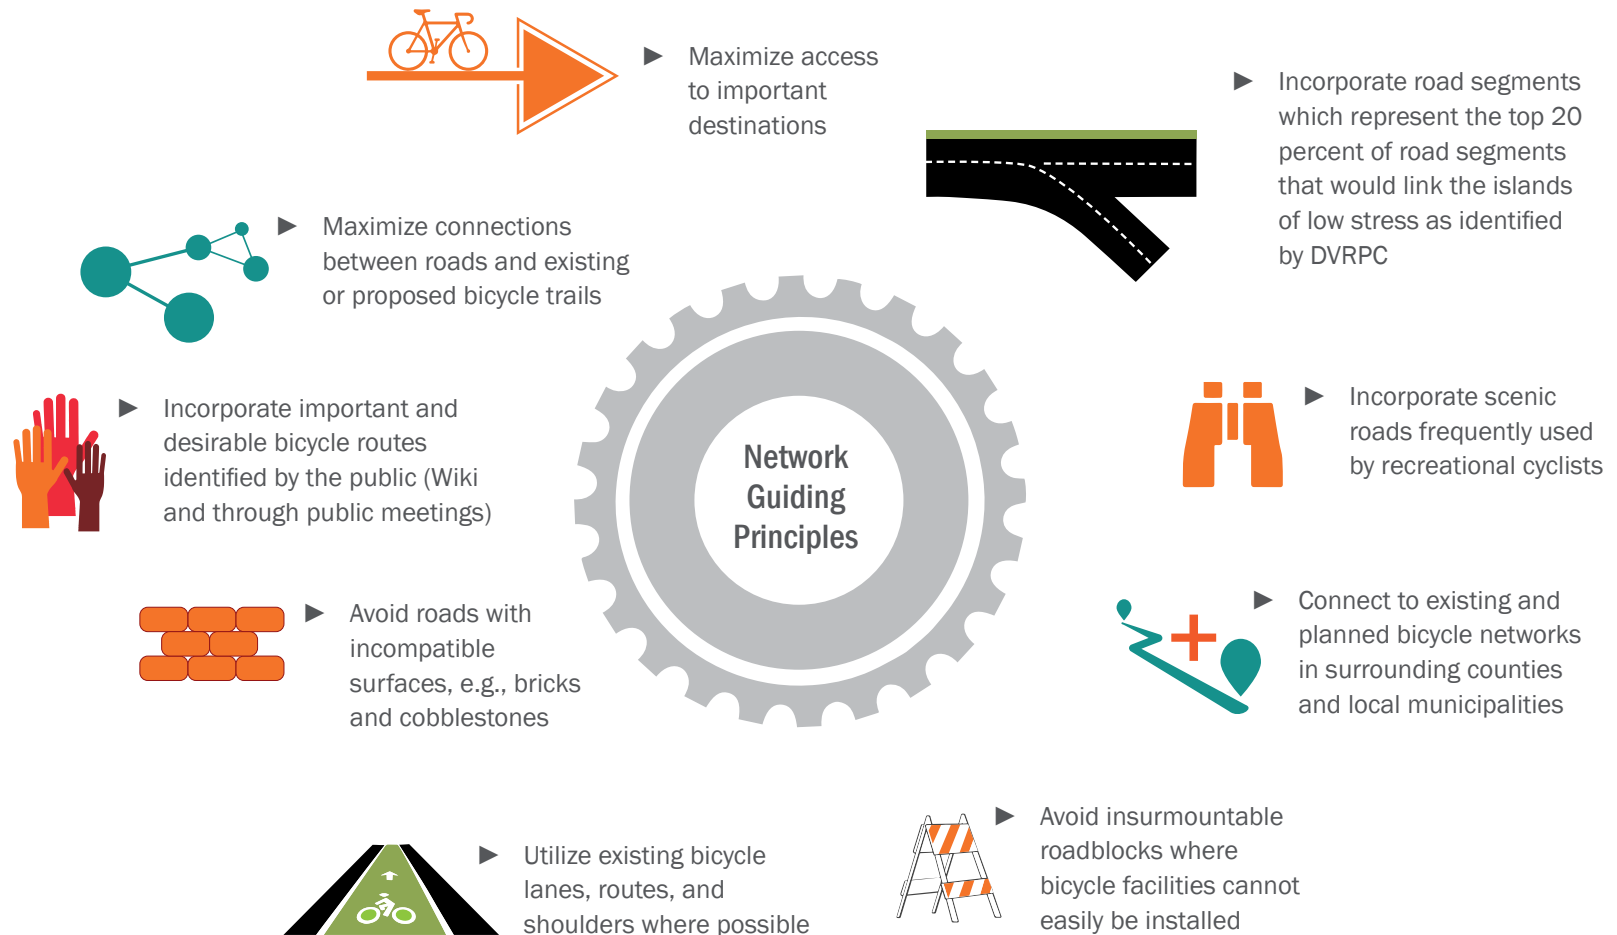 Maximize access
to important
destinations
Incorporate road segments
which represent the top 20
percent of road segments
that would link the islands
of low stress as identified
by DVRPC
Maximize connections
between roads and existing
or proposed bicycle trails
Incorporate important and
desirable bicycle routes
identified by the public (Wiki
and through public meetings)
Network
Guiding
Principles
Incorporate scenic
roads frequently used
by recreational cyclists
Avoid roads with
incompatible
surfaces, e.g., bricks
and cobblestones
Connect to existing and
planned bicycle networks
in surrounding counties
and local municipalities
Utilize existing bicycle
lanes, routes, and
shoulders where possible
Avoid insurmountable
roadblocks where
bicycle facilities cannot
easily be installed